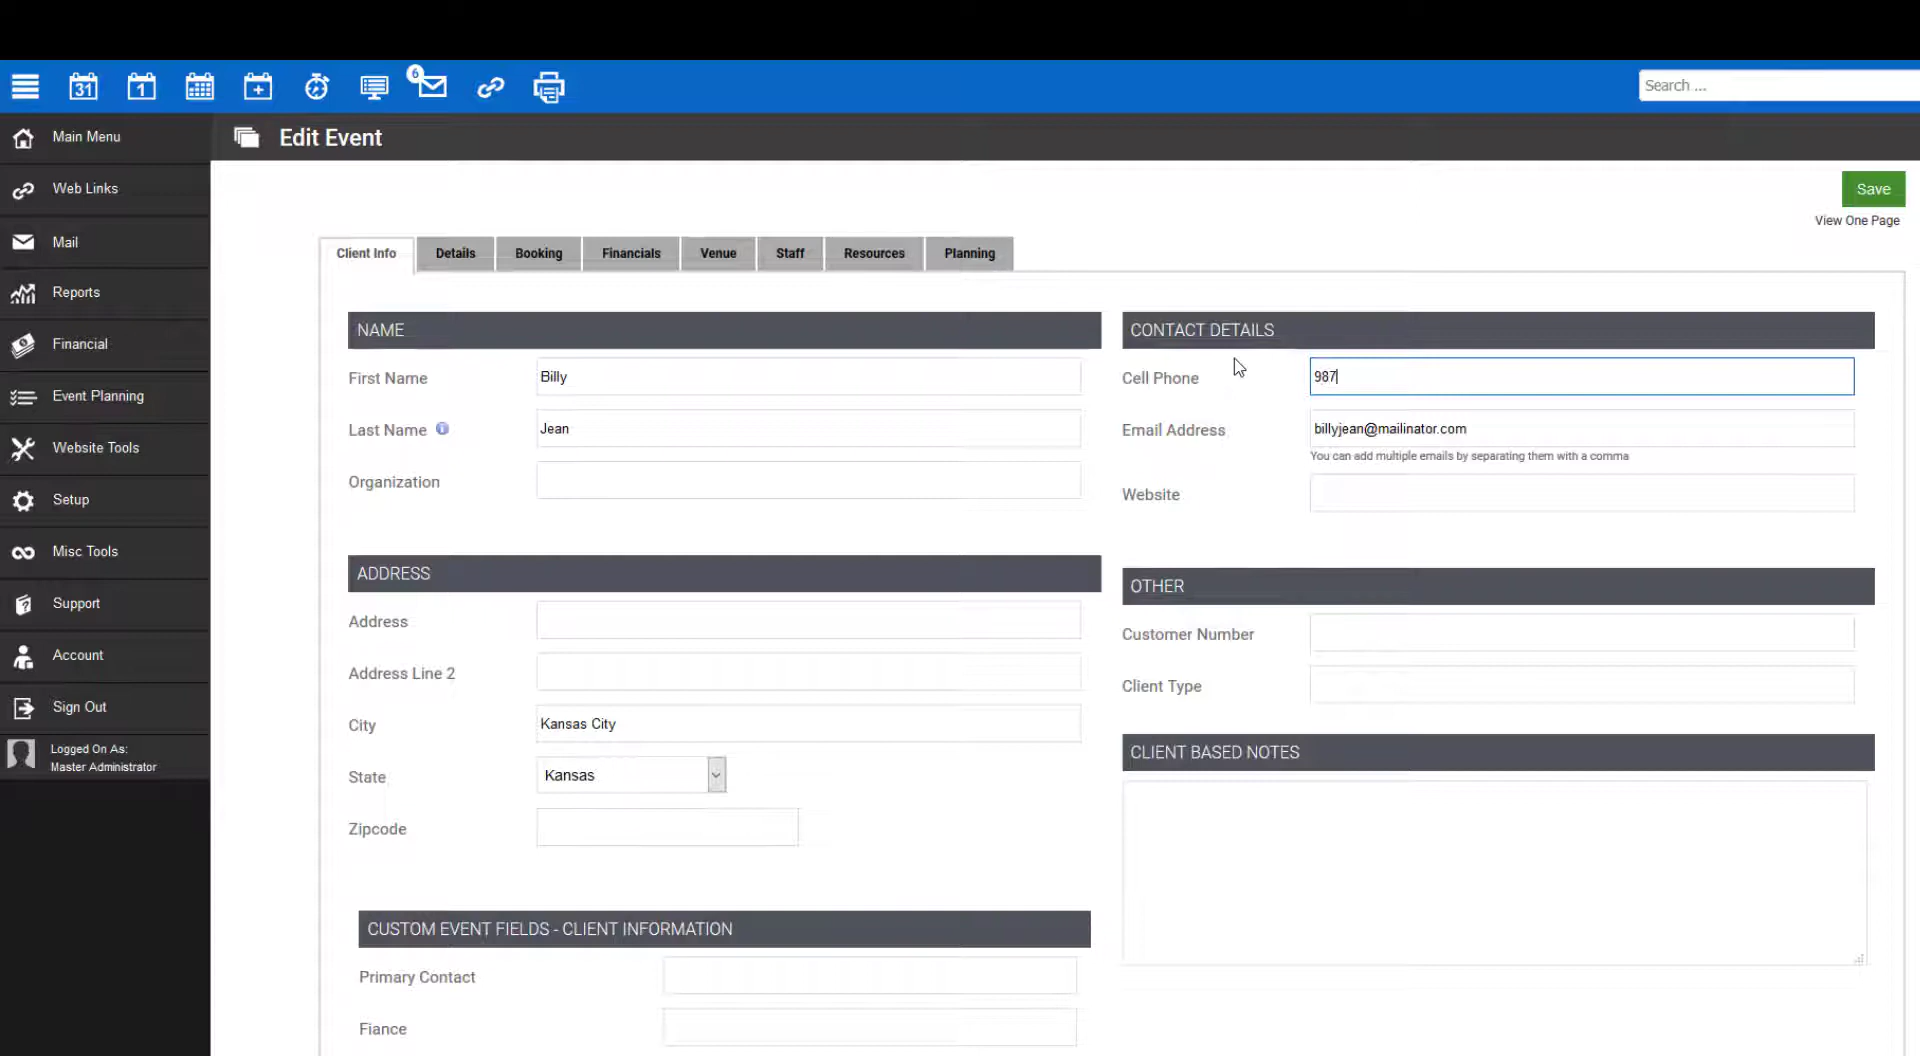 31
1
6
Search ...
Main Menu
Web Links
Mail
Reports
Financial
Event Planning
Website Tools
Setup
Misc Tools
Support
Account
Sign Out
Logged On As:
Master Administrator
Edit Event
Save
View One Page
Client Info
Details
Booking
Financials
Venue
Staff
Resources
Planning
NAME
First Name
Billy
Last Name
Jean
Organization
ADDRESS
Address
Address Line 2
City
Kansas City
State
Kansas
Zipcode
CUSTOM EVENT FIELDS - CLIENT INFORMATION
Primary Contact
Fiance
CONTACT DETAILS
Cell Phone
987
Email Address
billyjean@mailinator.com
You can add multiple emails by separating them with a comma
Website
OTHER
Customer Number
Client Type
CLIENT BASED NOTES